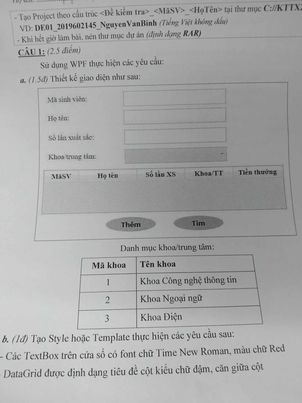 - Tạo Project theo cấu trúc <Đề kiểm tra>_<MãSV>_<HọTên> tại thư mục C://KTTX
VD: DE01_2019602145_NguyenVanBinh (Tiếng Việt không dấu)
- Khi hết giờ làm bài, nén thư mục dự án (định dạng RAR)
CÂU 1: (2.5 điểm)
Sử dụng WPF thực hiện các yêu cầu:
a. (1.5đ) Thiết kế giao diện như sau:
Mã sinh viên:
Họ tên:
Số lần xuất sắc:
Khoa/trung tâm:
MãSV Họ tên Số lần XS Khoa/TT Tiền thưởng
Thêm Tìm
Danh mục khoa/trung tâm:
Mã khoa Tên khoa
1 Khoa Công nghệ thông tin
2 Khoa Ngoại ngữ
3 Khoa Điện
b. (1đ) Tạo Style hoặc Template thực hiện các yêu cầu sau:
- Các TextBox trên cửa sổ có font chữ Time New Roman, màu chữ Red
DataGrid được định dạng tiêu đề cột kiểu chữ đậm, căn giữa cột